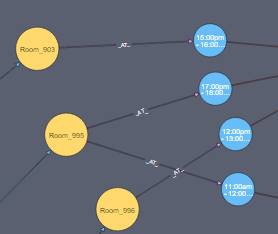 Room_903
_AT_
15:00pm
- 16:00...
17:00pm
- 18:00...
_AT_
Room_995
12:00pm
- 13:00...
_AT_
_AT_
11:00am
- 12:00...
Room_996